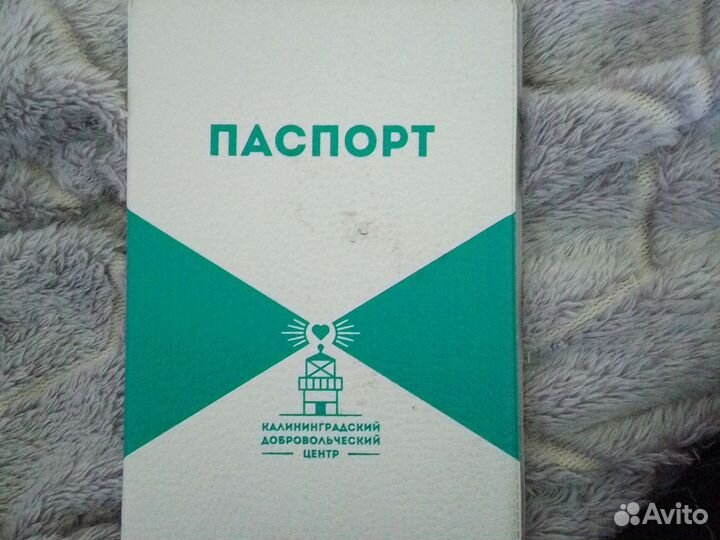 ПАСПОРТ
КАЛИНИНГРАДСКИЙ
ДОБРОВОЛЬЧЕСКИЙ
ЦЕНТР
Avito